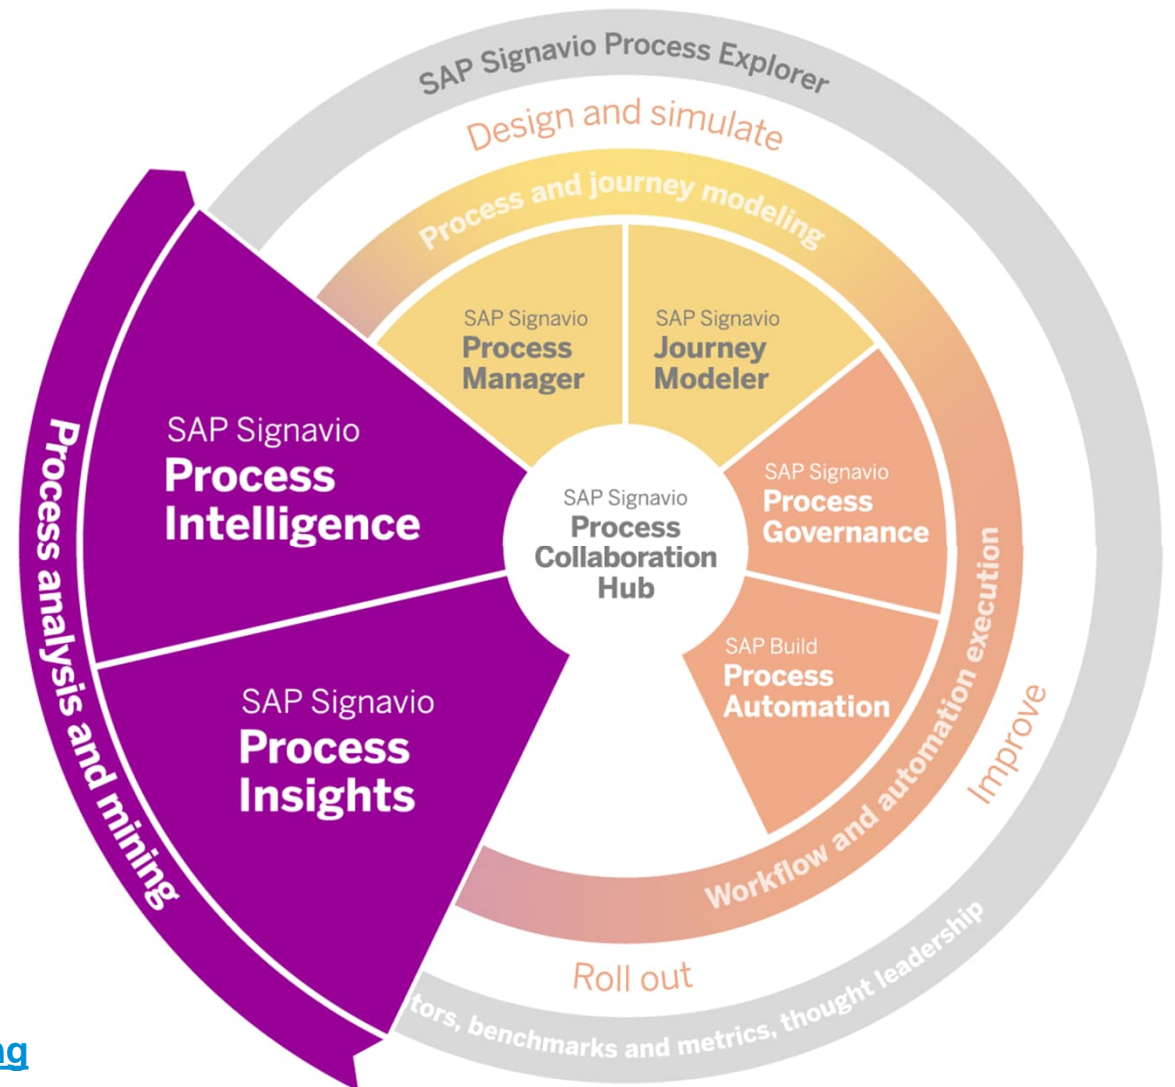 SAP Signavio Process Explorer
Design and simulate
Process and journey modeling
SAP Signavio
Process
Manager
SAP Signavio
Journey
Modeler
SAP Signavio
Process
Intelligence
SAP Signavio
Process
Collaboration
Hub
SAP Signavio
Process
Governance
SAP Build
Process
Automation
SAP Signavio
Process
Insights
Process analysis and mining
Workflow and automation execution
Improve
Roll out
benchmarks and metrics, thought leadership